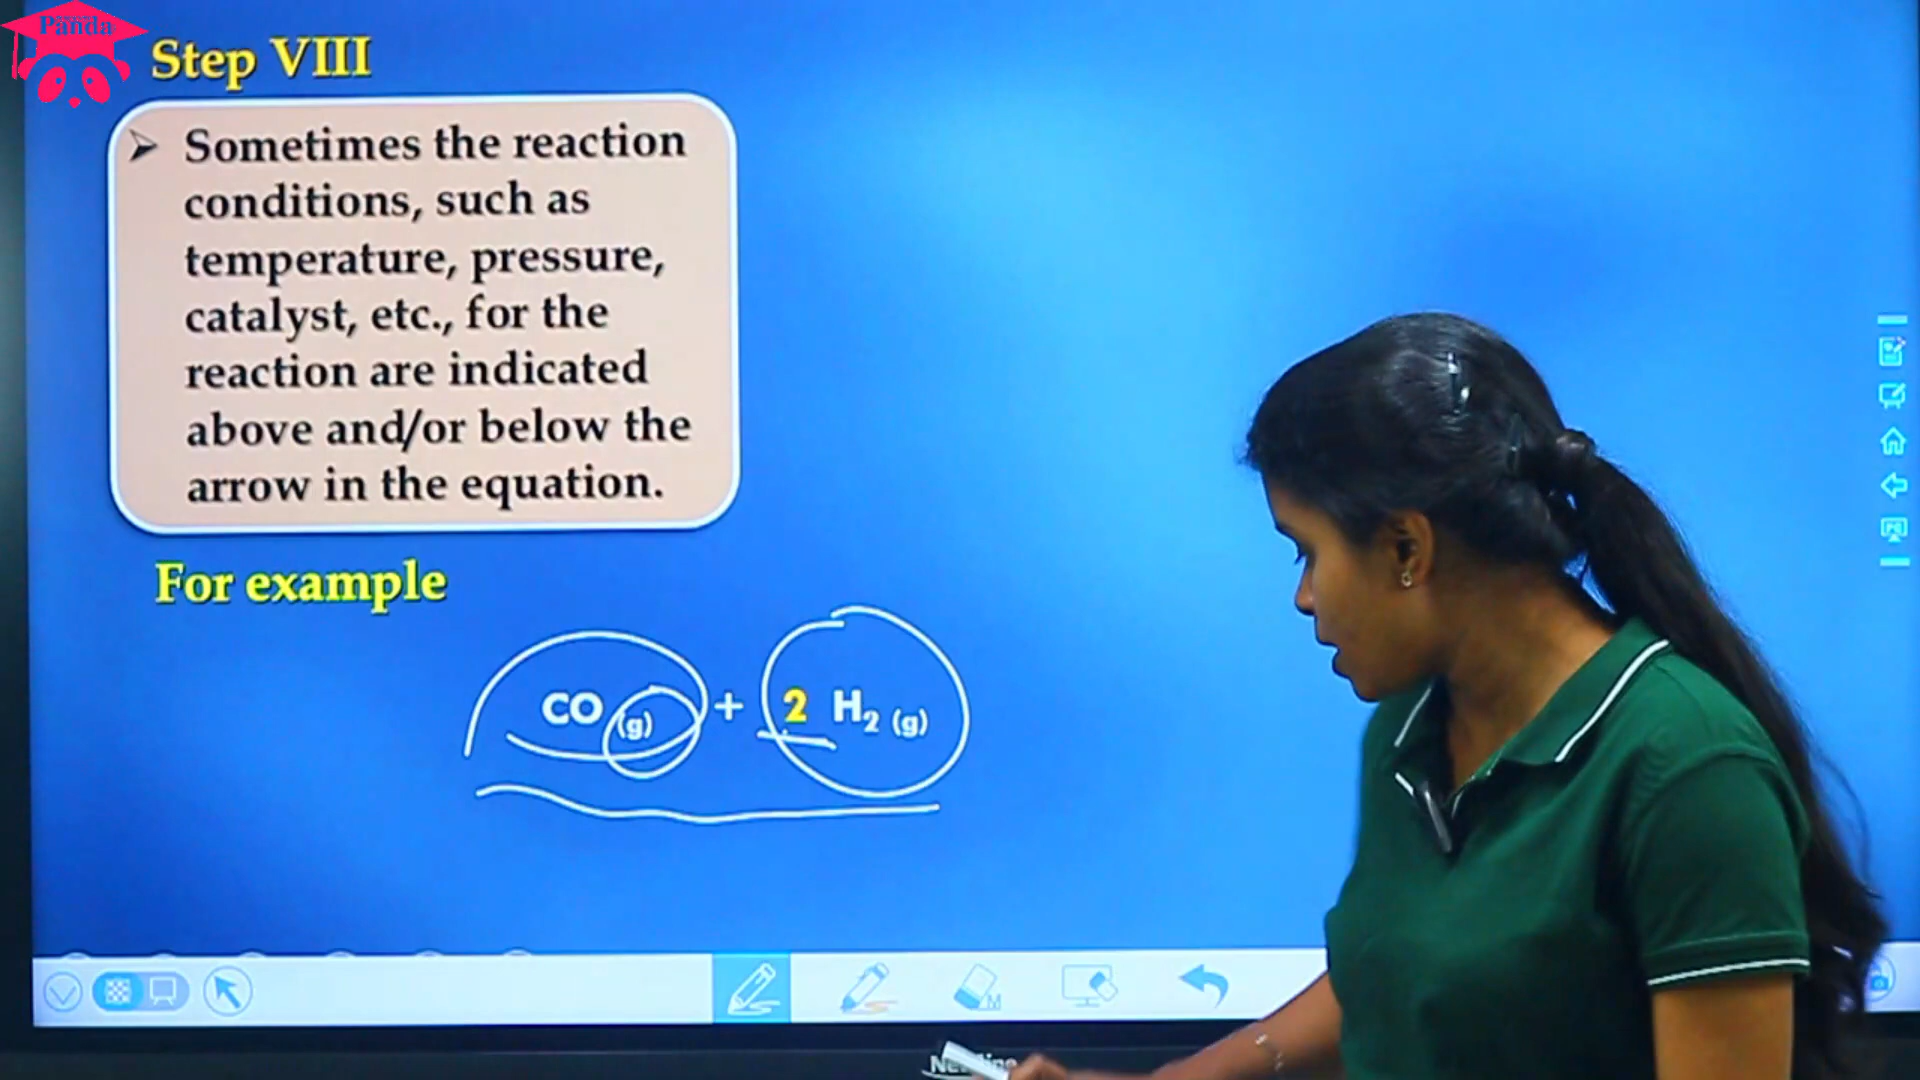 Panda
Step VIII
➢ Sometimes the reaction
conditions, such as
temperature, pressure,
catalyst, etc., for the
reaction are indicated
above and/or below the
arrow in the equation.
For example
CO (g) + 2 H₂ (g)
M